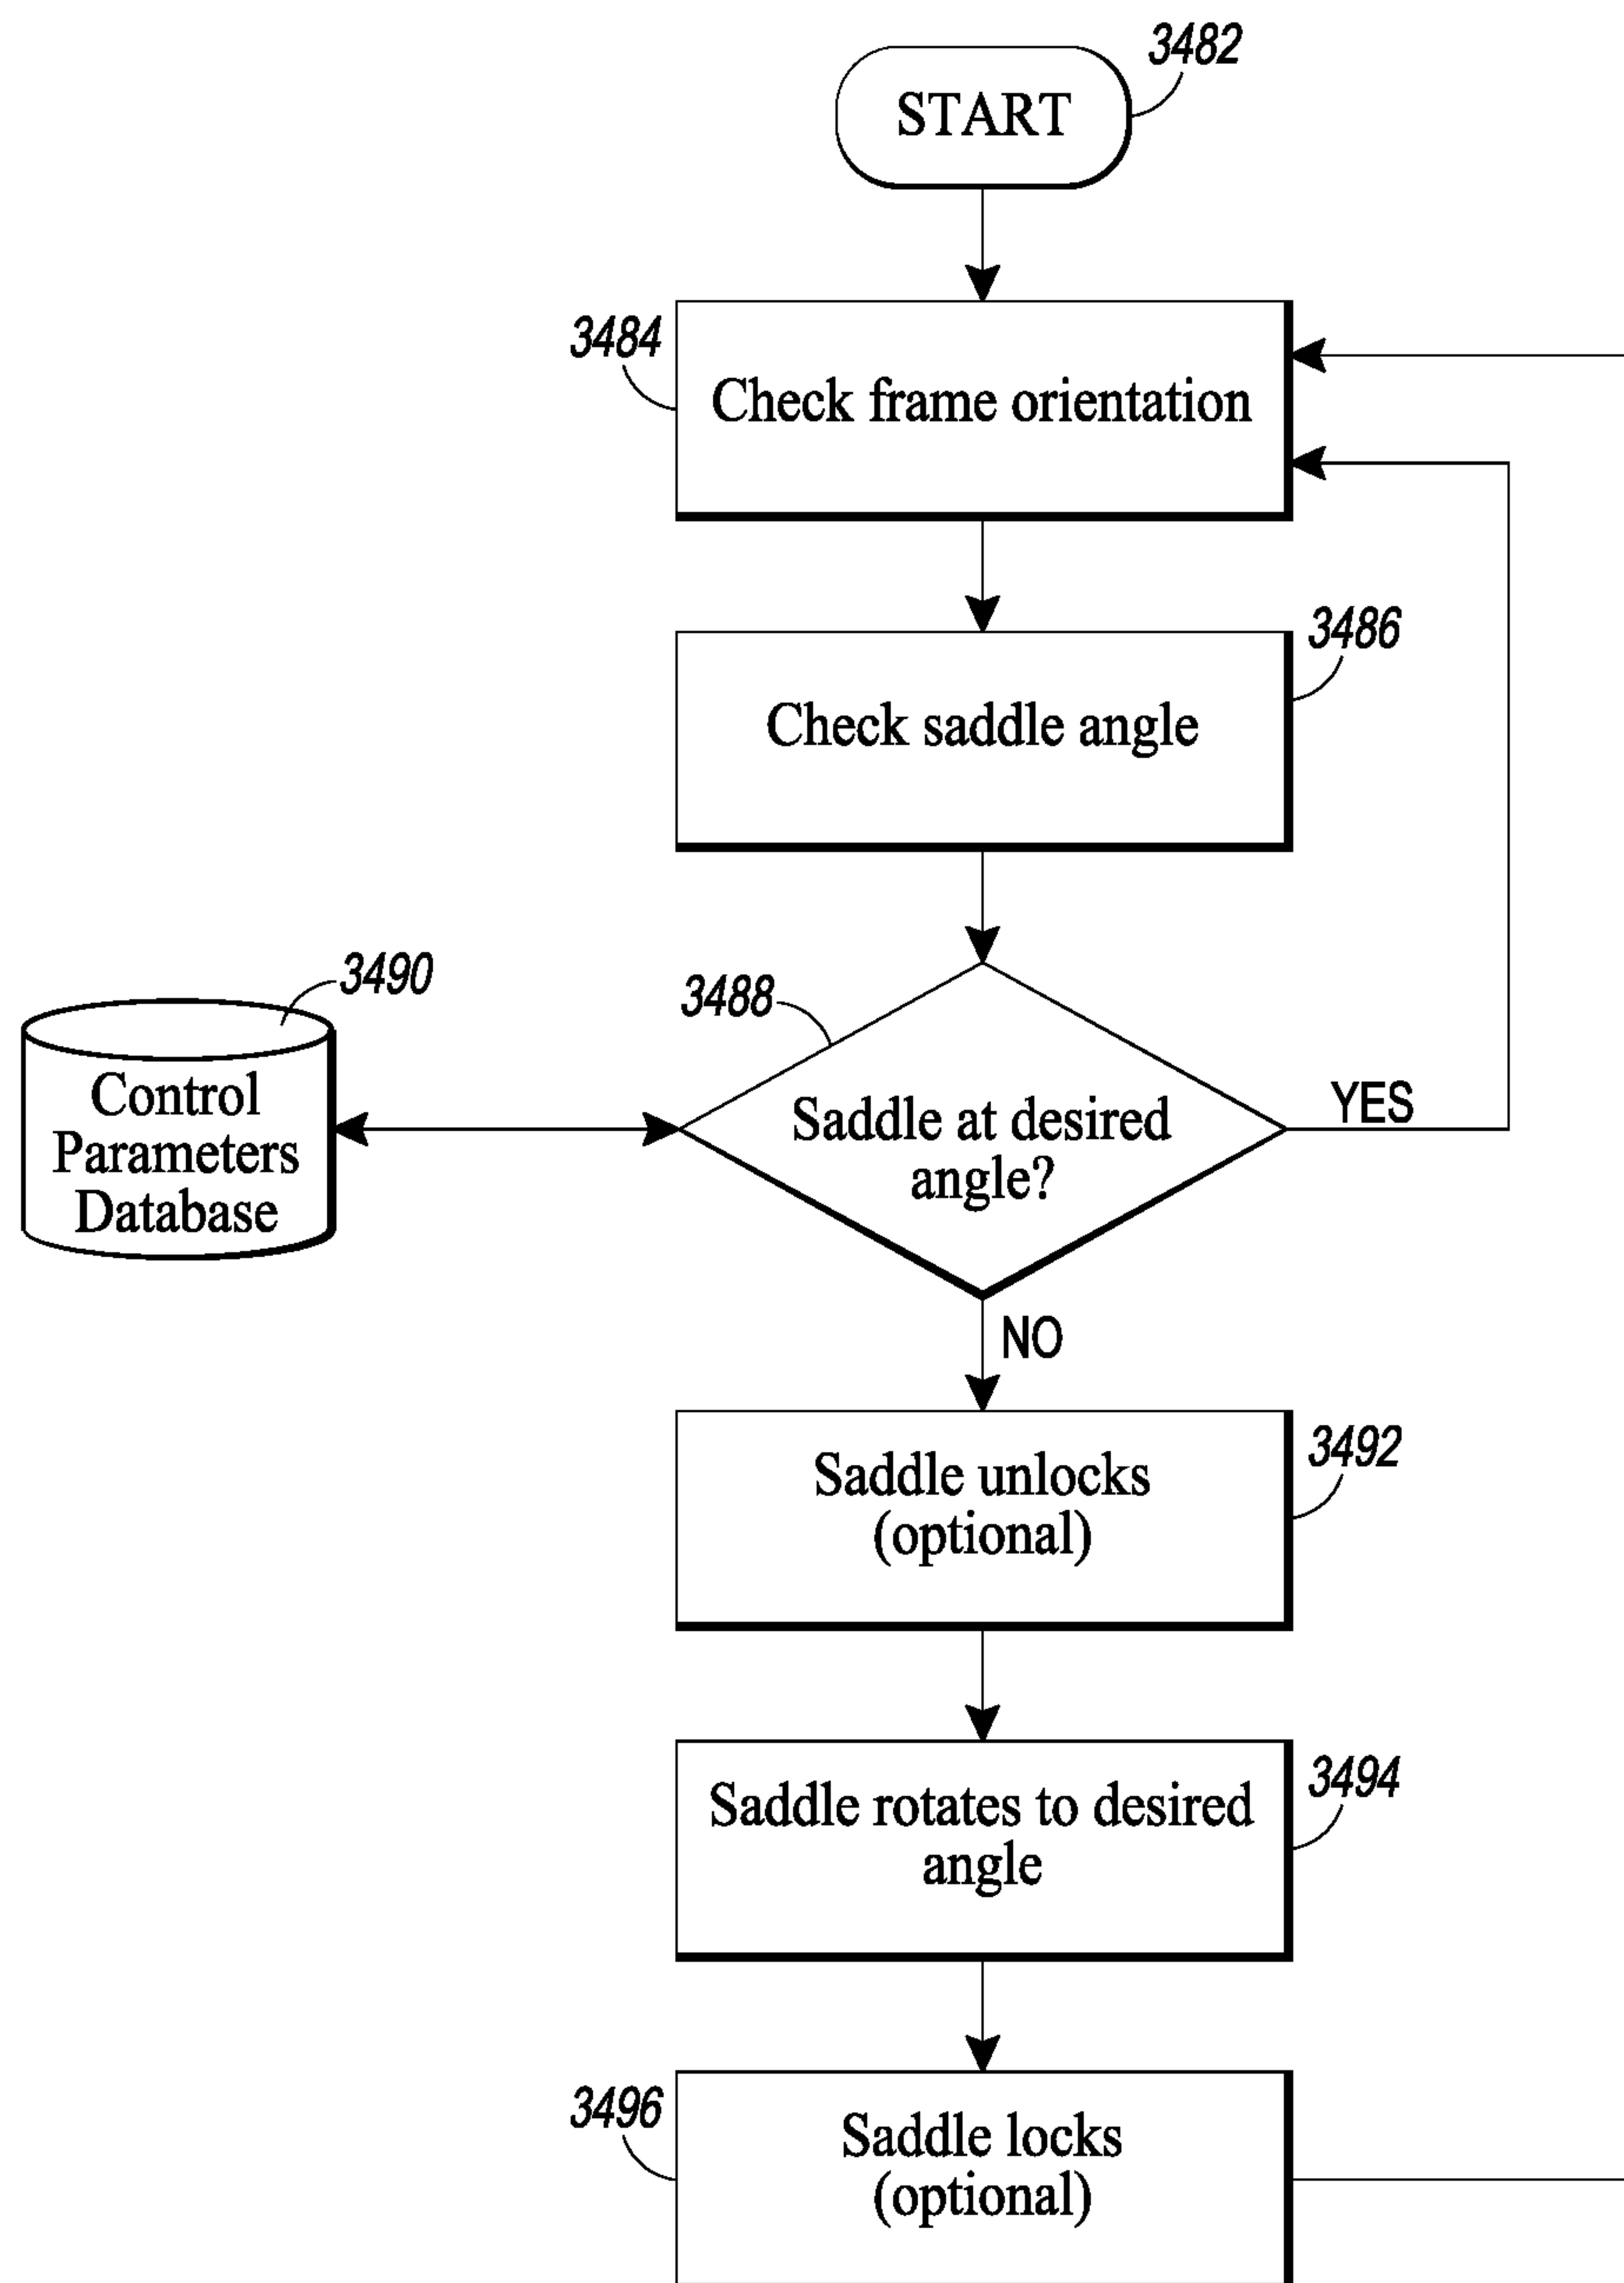 3482
START
3484
Check frame orientation
3486
Check saddle angle
3490
Control
Parameters
Database
3488
Saddle at desired
angle?
YES
NO
3492
Saddle unlocks
(optional)
3494
Saddle rotates to desired
angle
3496
Saddle locks
(optional)